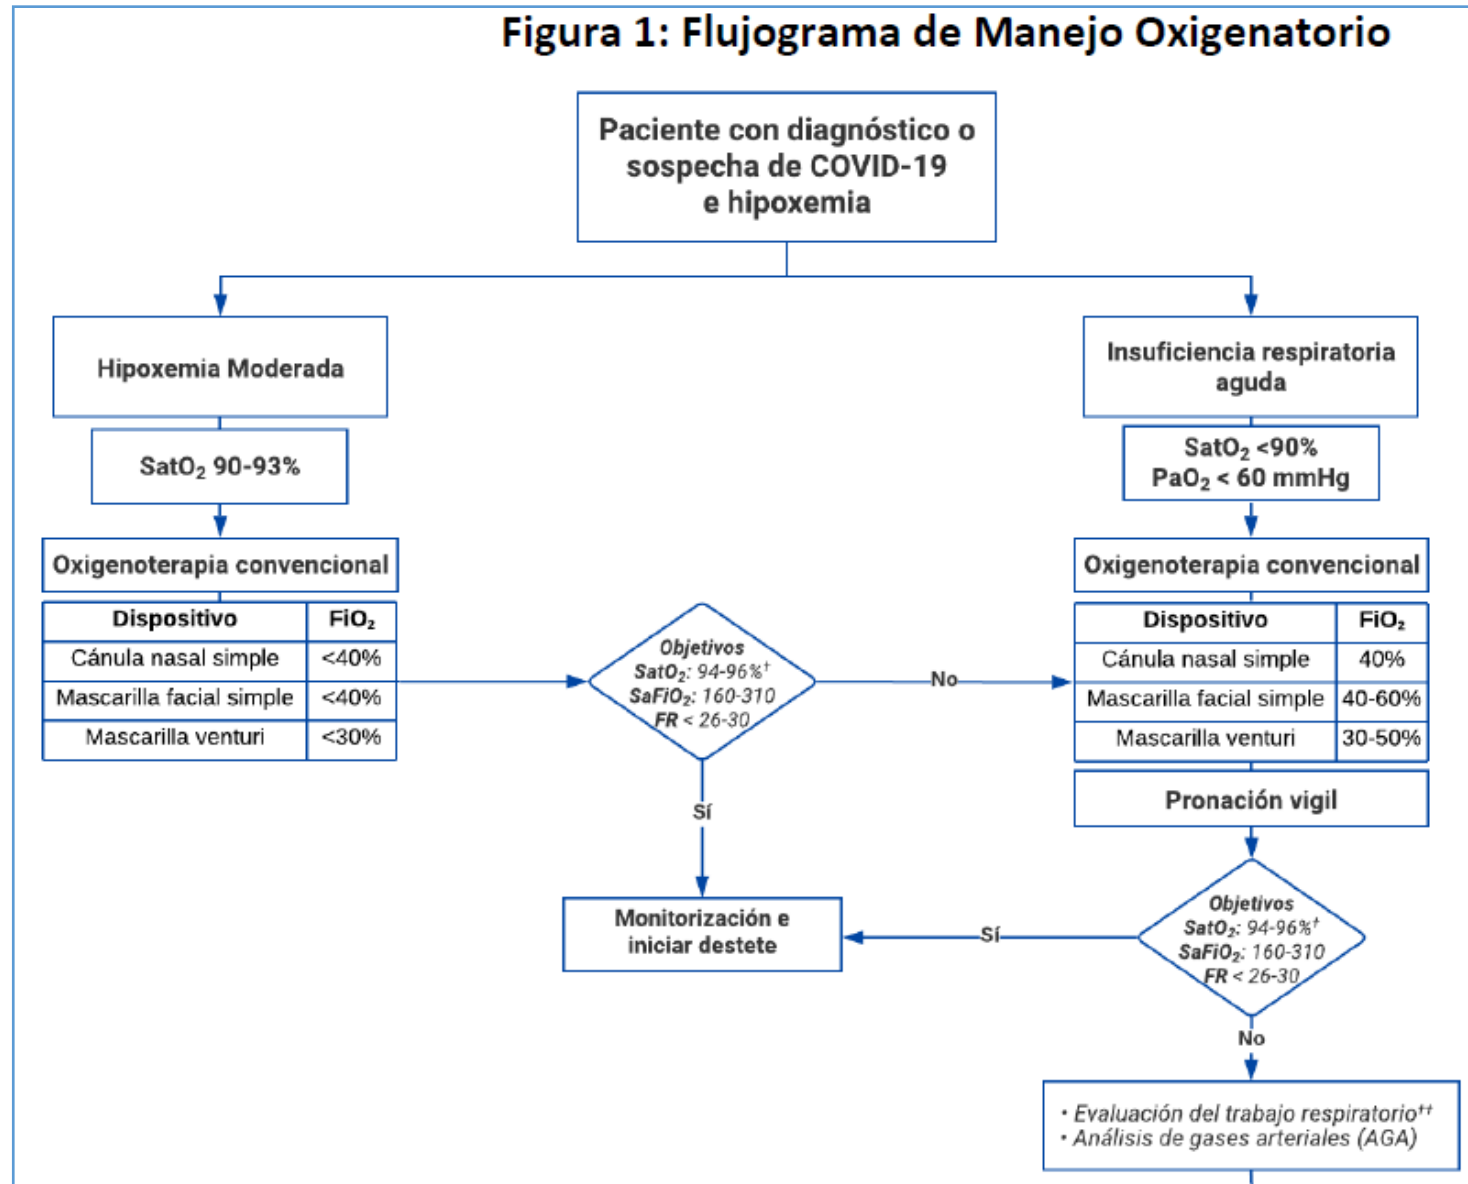 Figura 1: Flujograma de Manejo Oxigenatorio
Paciente con diagnóstico o
sospecha de COVID-19
e hipoxemia
Hipoxemia Moderada
SatO₂ 90-93%
Oxigenoterapia convencional
Dispositivo FiO₂
Cánula nasal simple <40%
Mascarilla facial simple <40%
Mascarilla venturi <30%
Objetivos
SatO₂: 94-96%†
SaFiO₂: 160-310
FR < 26-30
No
Sí
Insuficiencia respiratoria
aguda
SatO₂ <90%
PaO₂ < 60 mmHg
Oxigenoterapia convencional
Dispositivo FiO₂
Cánula nasal simple 40%
Mascarilla facial simple 40-60%
Mascarilla venturi 30-50%
Pronación vigil
Objetivos
SatO₂: 94-96%†
SaFiO₂: 160-310
FR < 26-30
Sí
Monitorización e
iniciar destete
No
• Evaluación del trabajo respiratorio††
• Análisis de gases arteriales (AGA)